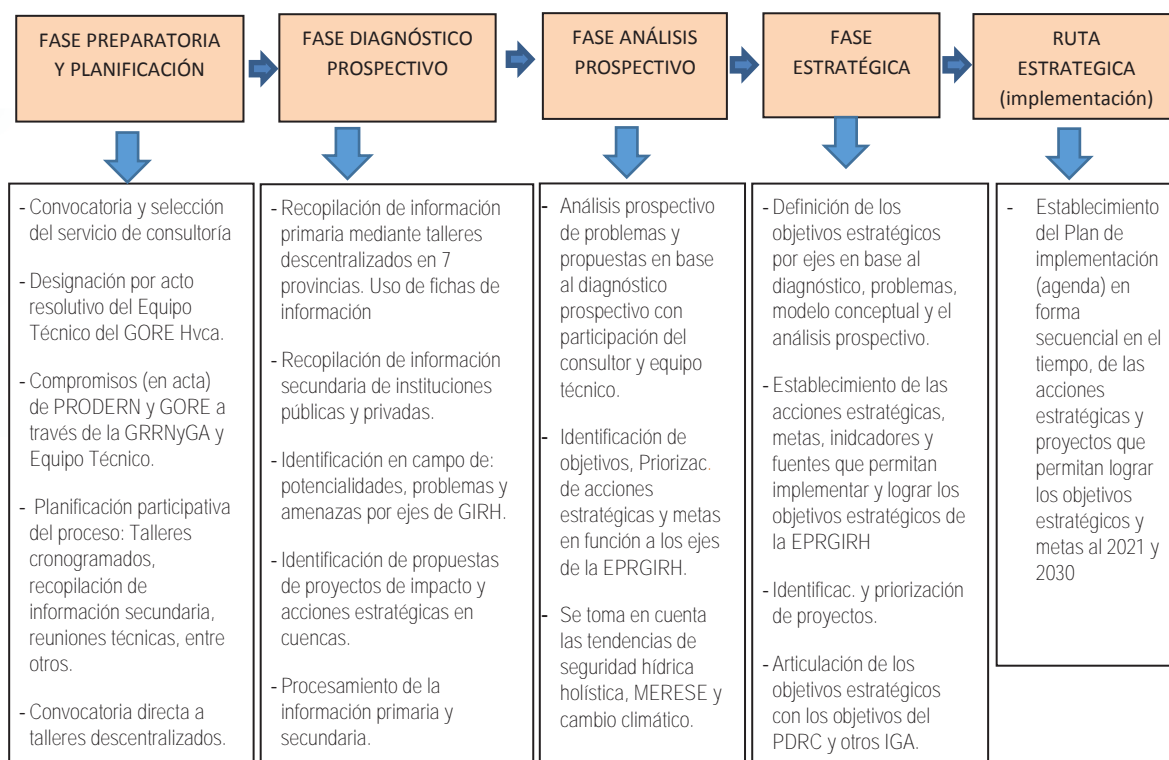 FASE PREPARATORIA
Y PLANIFICACIÓN
FASE DIAGNÓSTICO
PROSPECTIVO
FASE ANÁLISIS
PROSPECTIVO
FASE
ESTRATÉGICA
RUTA
ESTRATEGICA
(implementación)
- Convocatoria y selección
del servicio de consultoría
- Designación por acto
resolutivo del Equipo
Técnico del GORE Hvca.
- Compromisos (en acta)
de PRODERN y GORE a
través de la GRRNyGA y
Equipo Técnico.
- Planificación participativa
del proceso: Talleres
cronogramados,
recopilación de
información secundaria,
reuniones técnicas, entre
otros.
- Convocatoria directa a
talleres descentralizados.
- Recopilación de información
primaria mediante talleres
descentralizados en 7
provincias. Uso de fichas de
información
- Recopilación de información
secundaria de instituciones
públicas y privadas.
- Identificación en campo de:
potencialidades, problemas y
amenazas por ejes de GIRH.
- Identificación de propuestas
de proyectos de impacto y
acciones estratégicas en
cuencas.
- Procesamiento de la
información primaria y
secundaria.
- Análisis prospectivo
de problemas y
propuestas en base
al diagnóstico
prospectivo con
participación del
consultor y equipo
técnico.
- Identificación de
objetivos, Priorizac.
de acciones
estratégicas y metas
en función a los ejes
de la EPRGIRH.
- Se toma en cuenta
las tendencias de
seguridad hídrica
holística, MERESE y
cambio climático.
- Definición de los
objetivos estratégicos
por ejes en base al
diagnóstico, problemas,
modelo conceptual y el
análisis prospectivo.
- Establecimiento de las
acciones estratégicas,
metas, inidcadores y
fuentes que permitan
implementar y lograr los
objetivos estratégicos de
la EPRGIRH
- Identificac. y priorización
de proyectos.
- Articulación de los
objetivos estratégicos
con los objetivos del
PDRC y otros IGA.
- Establecimiento
del Plan de
implementación
(agenda) en
forma
secuencial en el
tiempo, de las
acciones
estratégicas y
proyectos que
permitan lograr
los objetivos
estratégicos y
metas al 2021 y
2030